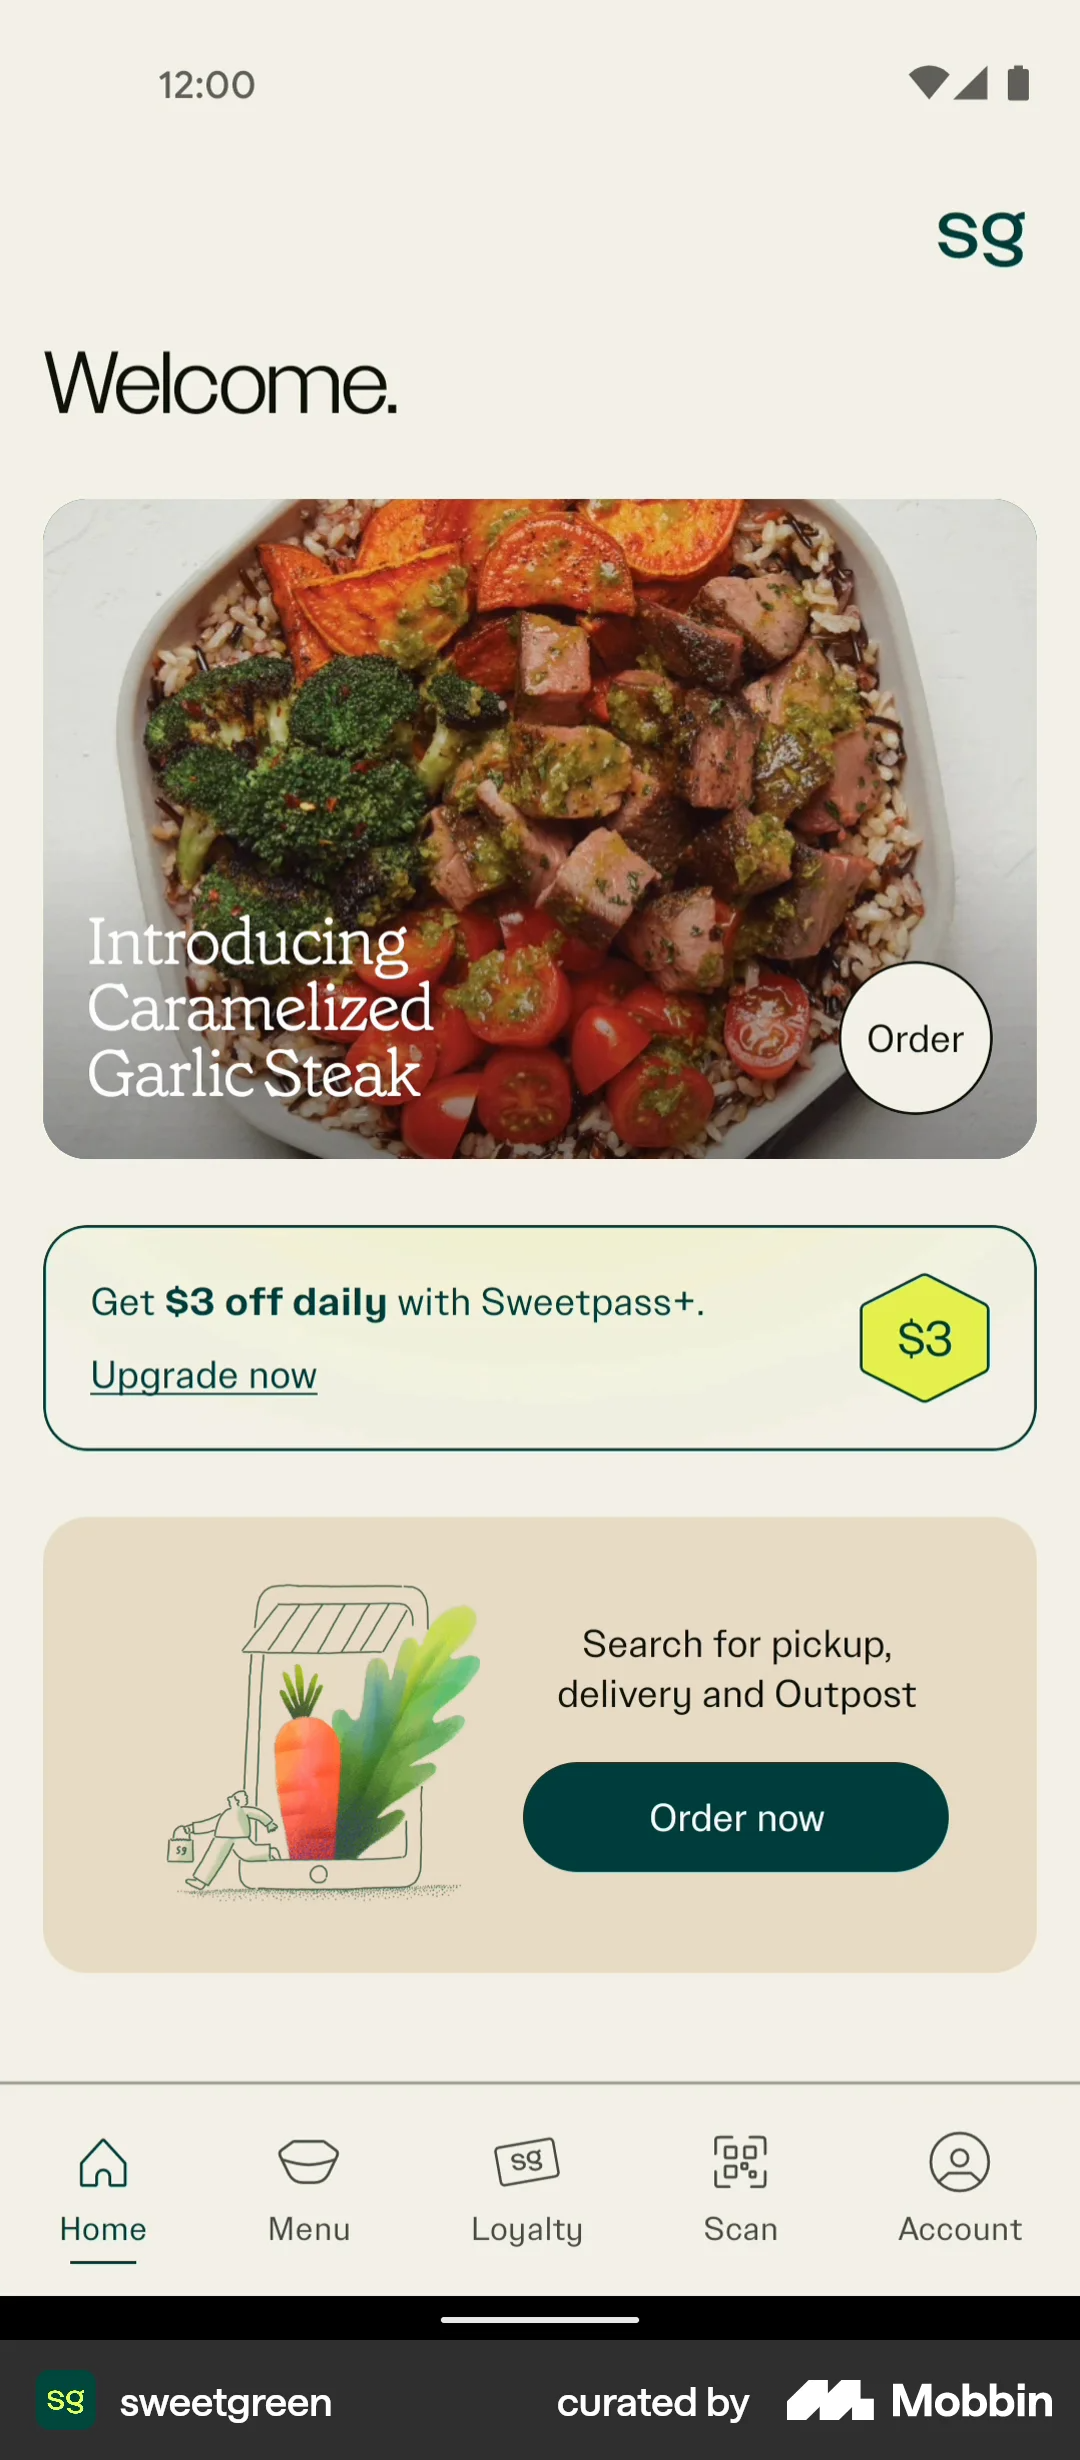 12:00
sg
Welcome.
Introducing
Caramelized
Garlic Steak
Order
Get $3 off daily with Sweetpass+.
Upgrade now
$3
Search for pickup,
delivery and Outpost
sg
Order now
sg
Home
Menu
Loyalty
Scan
Account
sg
sweetgreen
curated by
Mobbin